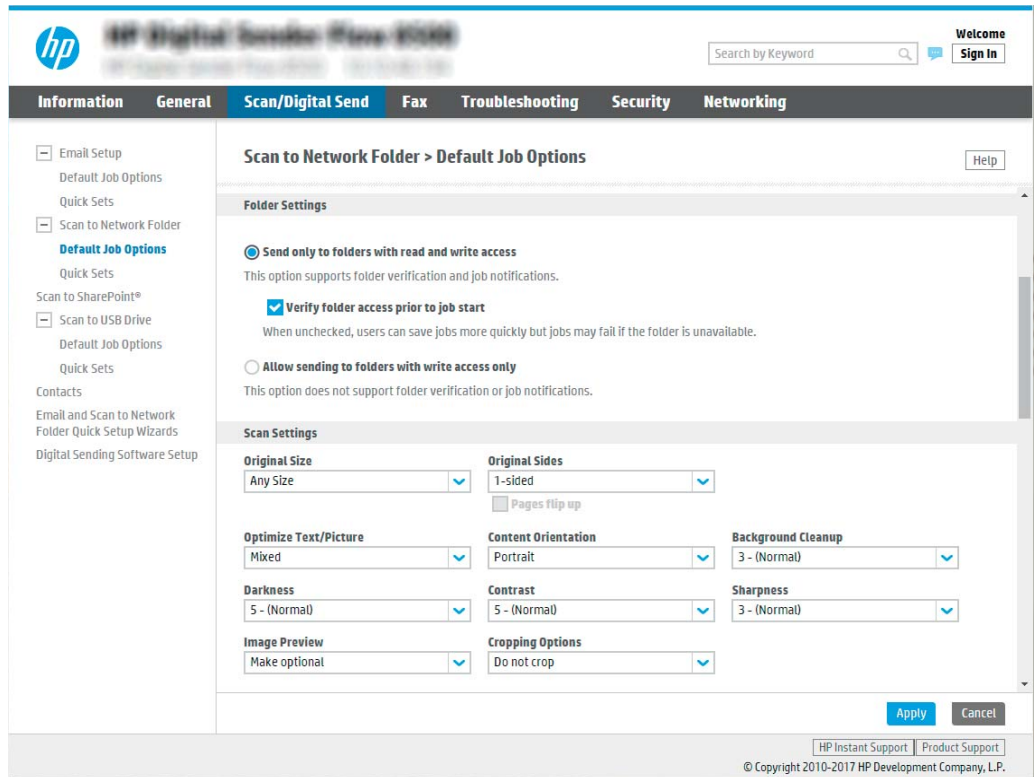 hp
Welcome
Search by Keyword
Sign In
Information General Scan/Digital Send Fax Troubleshooting Security Networking
Email Setup
Default Job Options
Quick Sets
Scan to Network Folder
Default Job Options
Quick Sets
Scan to SharePoint®
Scan to USB Drive
Default Job Options
Quick Sets
Contacts
Email and Scan to Network
Folder Quick Setup Wizards
Digital Sending Software Setup
Scan to Network Folder > Default Job Options
Help
Folder Settings
Send only to folders with read and write access
This option supports folder verification and job notifications.
Verify folder access prior to job start
When unchecked, users can save jobs more quickly but jobs may fail if the folder is unavailable.
Allow sending to folders with write access only
This option does not support folder verification or job notifications.
Scan Settings
Original Size Original Sides
Any Size 1-sided
Pages flip up
Optimize Text/Picture Content Orientation Background Cleanup
Mixed Portrait 3 - (Normal)
Darkness Contrast Sharpness
5 - (Normal) 5 - (Normal) 3 - (Normal)
Image Preview Cropping Options
Make optional Do not crop
Apply Cancel
HP Instant Support Product Support
© Copyright 2010-2017 HP Development Company, L.P.